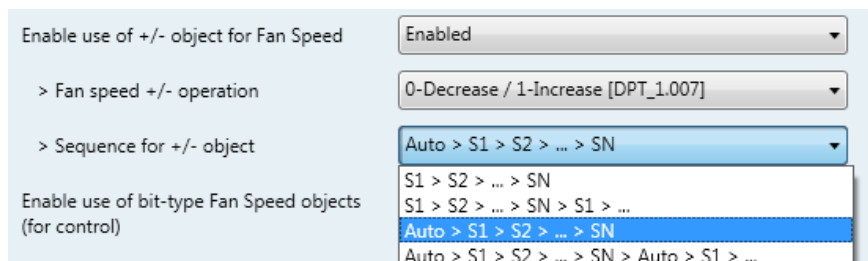 Enable use of +/- object for Fan Speed
Enabled
> Fan speed +/- operation
0-Decrease / 1-Increase [DPT_1.007]
> Sequence for +/- object
Auto > S1 > S2 > ... > SN
S1 > S2 > ... > SN
Enable use of bit-type Fan Speed objects
(for control)
S1 > S2 > ... > SN > S1 > ...
Auto > S1 > S2 > ... > SN
Auto > S1 > S2 > ... > SN > Auto > S1 > ...